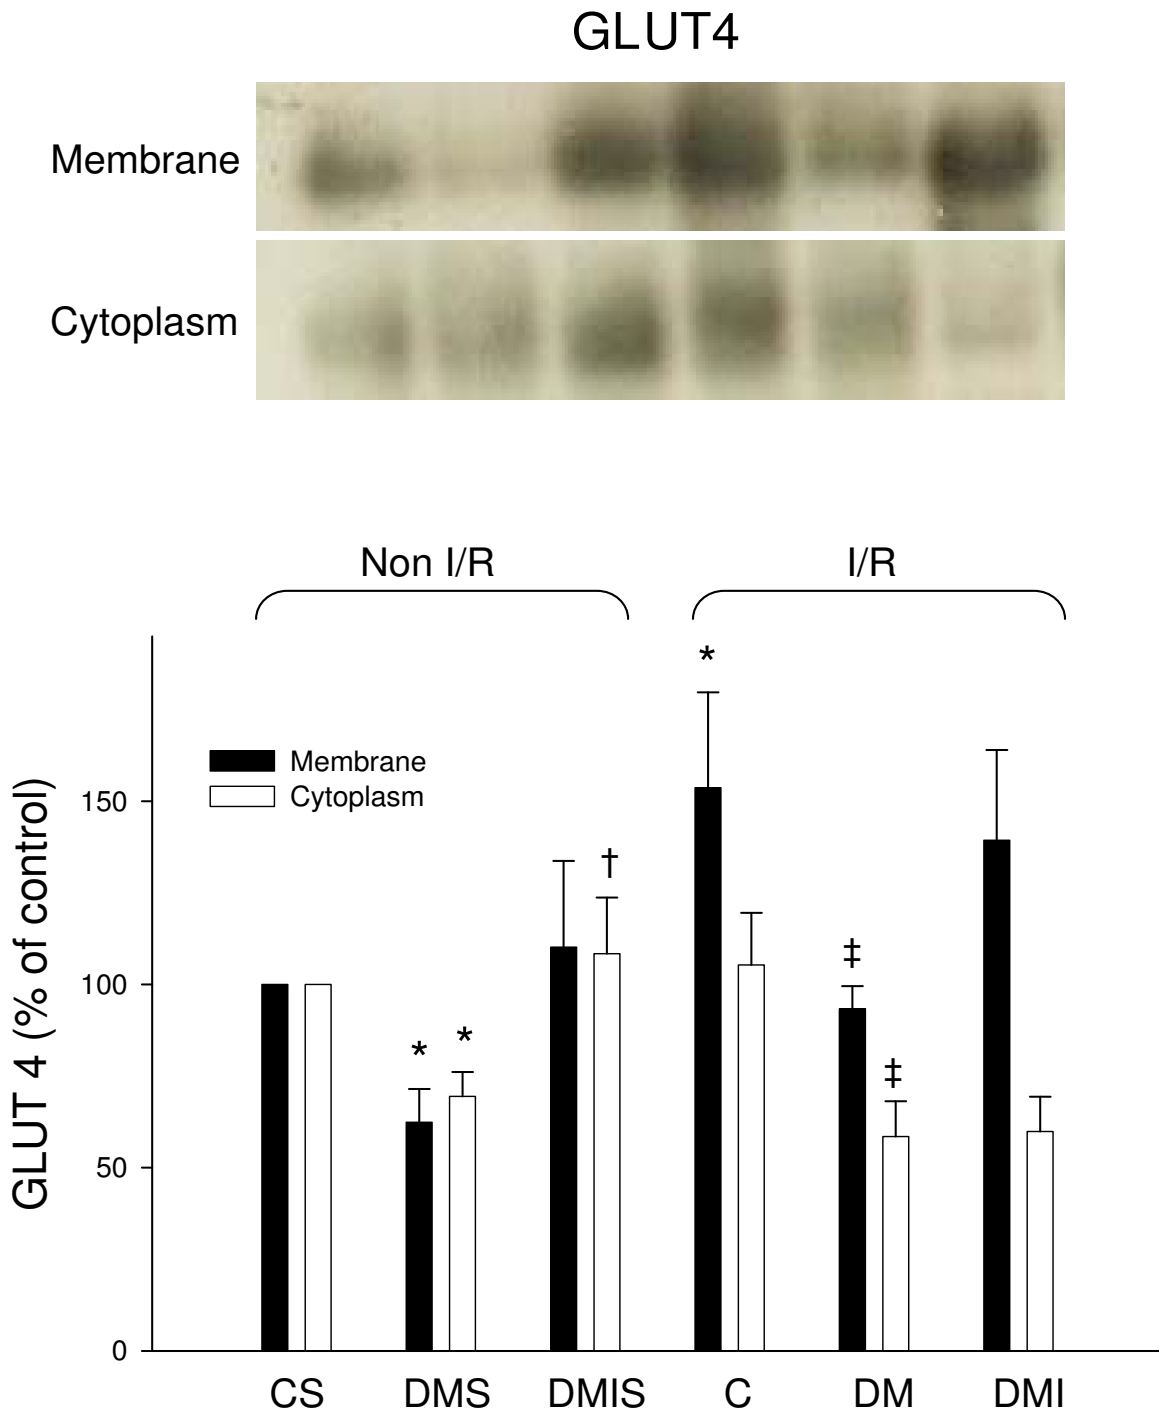 GLUT4
Membrane
Cytoplasm
Non I/R
I/R
*
Membrane
Cytoplasm
150
†
‡
100
* *
‡
50
0
GLUT 4 (% of control)
CS DMS DMIS C DM DMI